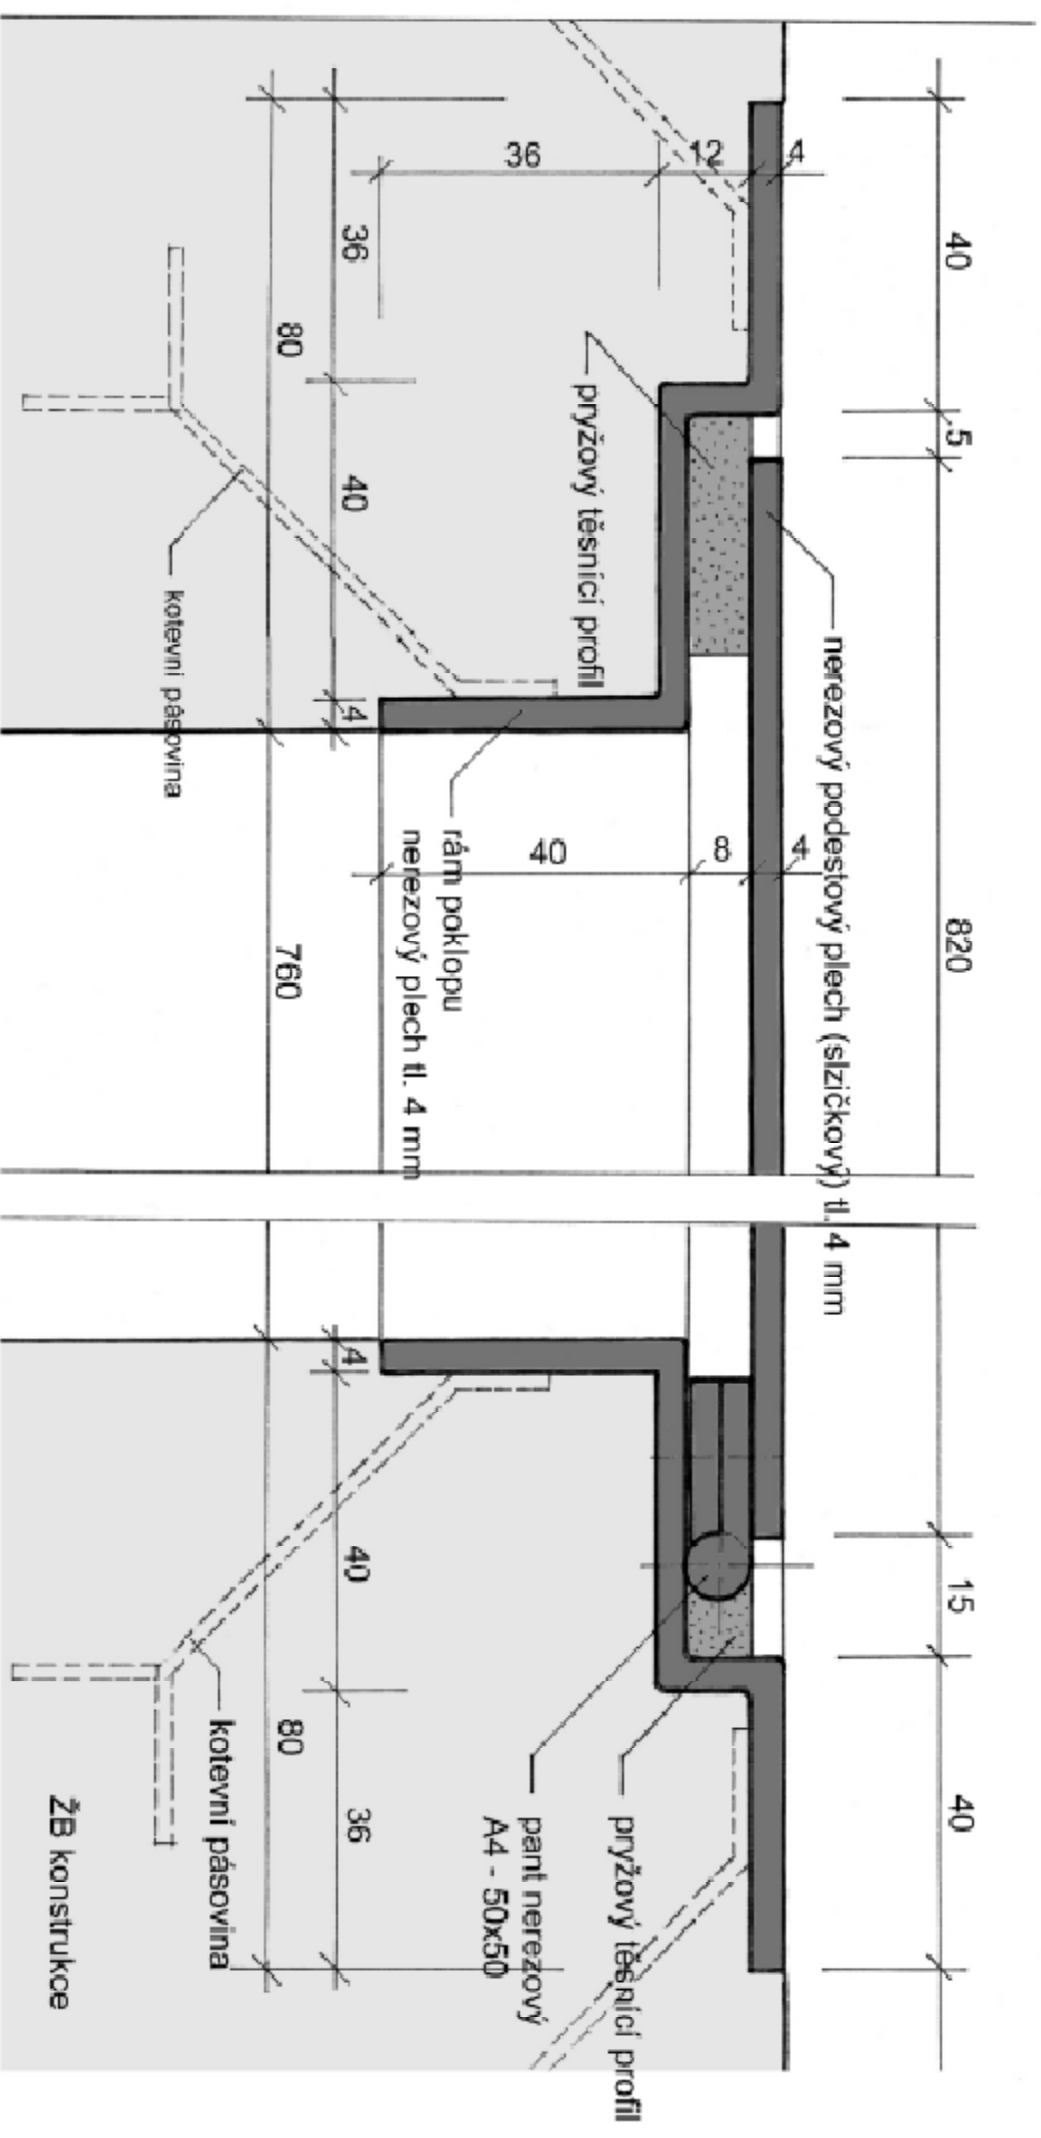 40
5
820
15
40
nerezový podestový plech (slzičkový) tl. 4 mm
36
12
4
40
8
4
pryžový těsnící profil
pryžový těsnící profil
pant nerezový
A4 - 50x50
rám poklopu
nerezový plech tl. 4 mm
36
40
4
4
40
36
80
760
80
kotevní pásovina
kotevní pásovina
ŽB konstrukce